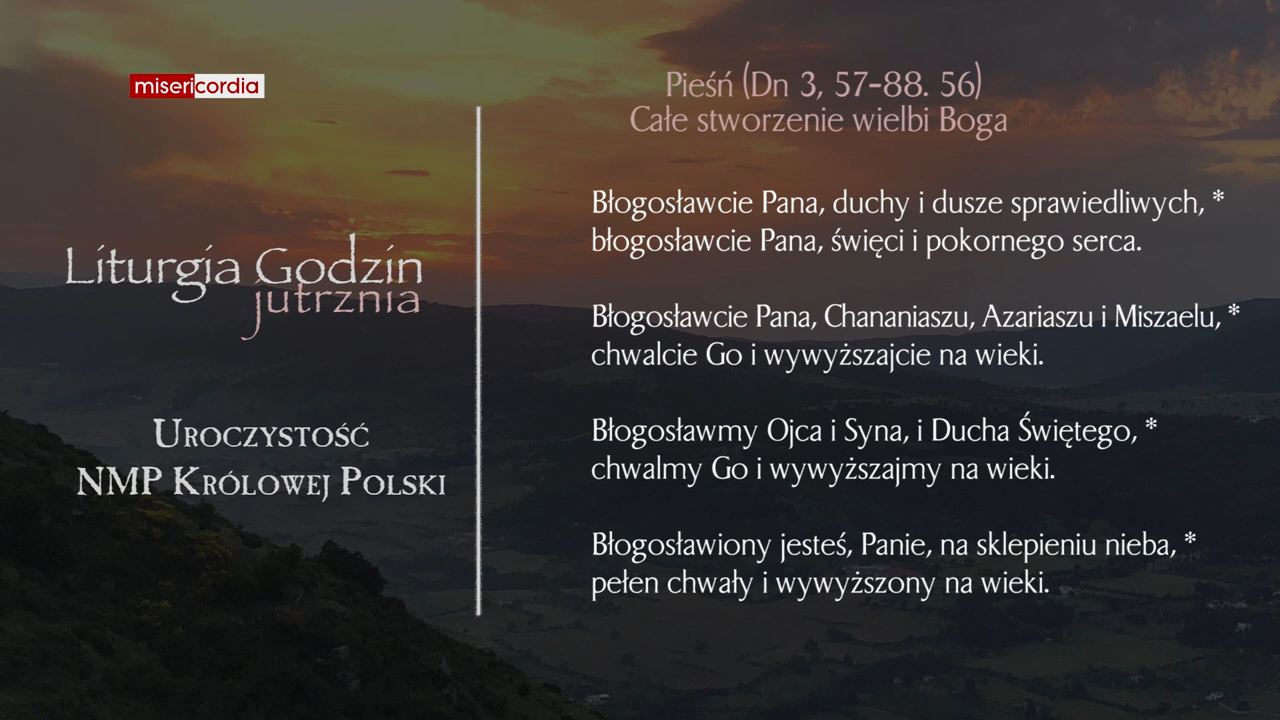 misericordia
Liturgia Godzin
jutrznia
Uroczystość
NMP Królowej Polski
Pieśń (Dn 3, 57-88. 56)
Całe stworzenie wielbi Boga
Błogosławcie Pana, duchy i dusze sprawiedliwych, *
błogosławcie Pana, święci i pokornego serca.
Błogosławcie Pana, Chananiaszu, Azariaszu i Miszaelu, *
chwalcie Go i wywyższajcie na wieki.
Błogosławmy Ojca i Syna, i Ducha Świętego, *
chwalmy Go i wywyższajmy na wieki.
Błogosławiony jesteś, Panie, na sklepieniu nieba, *
pełen chwały i wywyższony na wieki.